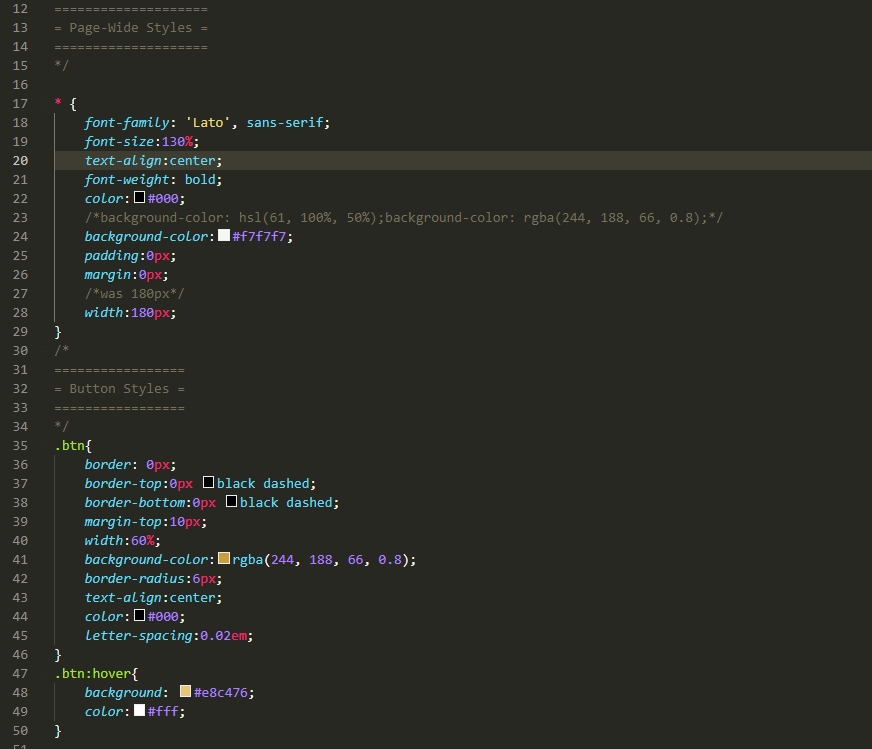 12 ====================
13 = Page-Wide Styles =
14 ====================
15 */
16
17 * {
18 font-family: 'Lato', sans-serif;
19 font-size:130%;
20 text-align:center;
21 font-weight: bold;
22 color:#000;
23 /*background-color: hsl(61, 100%, 50%);background-color: rgba(244, 188, 66, 0.8);*/
24 background-color:#f7f7f7;
25 padding:0px;
26 margin:0px;
27 /*was 180px*/
28 width:180px;
29 }
30 /*
31 =================
32 = Button Styles =
33 =================
34 */
35 .btn{
36 border: 0px;
37 border-top:0px black dashed;
38 border-bottom:0px black dashed;
39 margin-top:10px;
40 width:60%;
41 background-color:rgba(244, 188, 66, 0.8);
42 border-radius:6px;
43 text-align:center;
44 color:#000;
45 letter-spacing:0.02em;
46 }
47 .btn:hover{
48 background: #e8c476;
49 color:#fff;
50 }
51